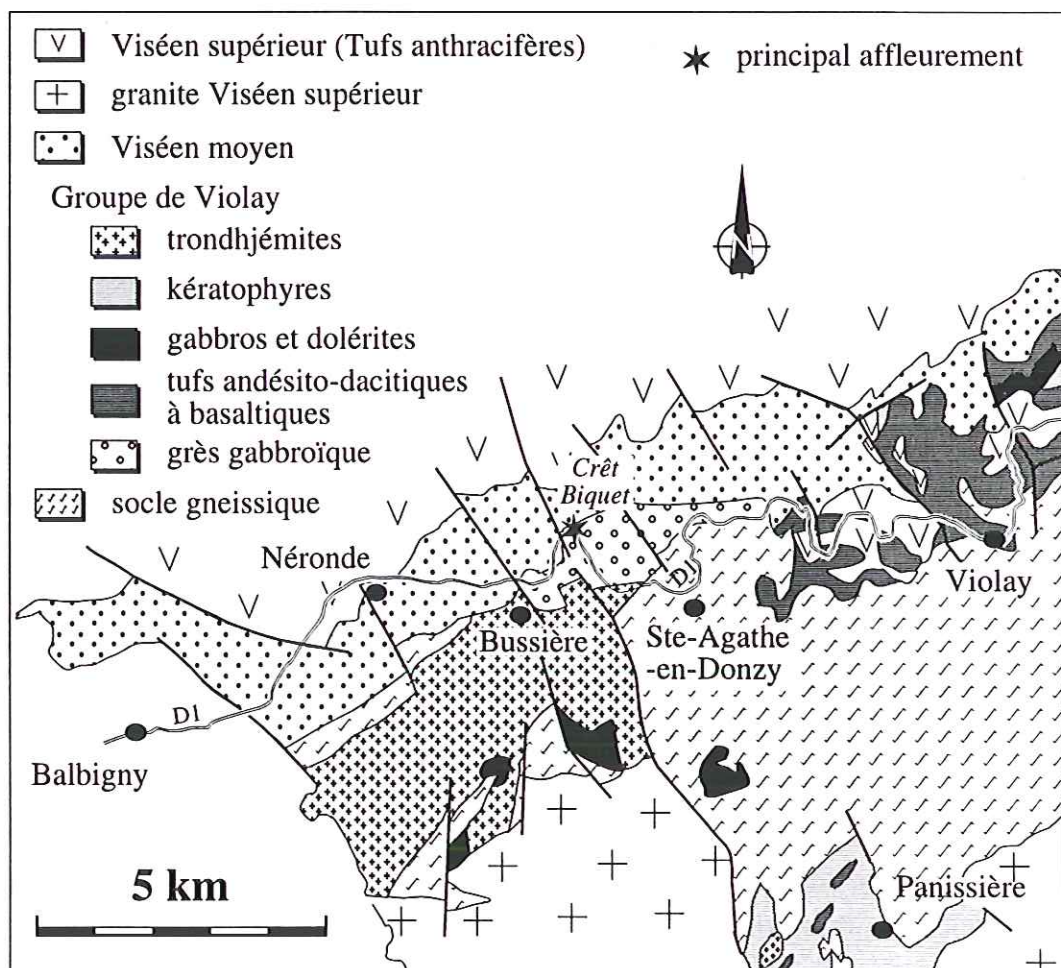 Viséen supérieur (Tufs anthracifères)
principal affleurement
granite Viséen supérieur
Viséen moyen
Groupe de Violay
trondhjémites
kératophyres
gabbros et dolérites
tufs andésito-dacitiques
à basaltiques
grès gabbroïque
socle gneissique
N
Crêt
Biquet
Néronde
Bussière
D1
Ste-Agathe
-en-Donzy
Violay
D1
Balbigny
5 km
Panissière